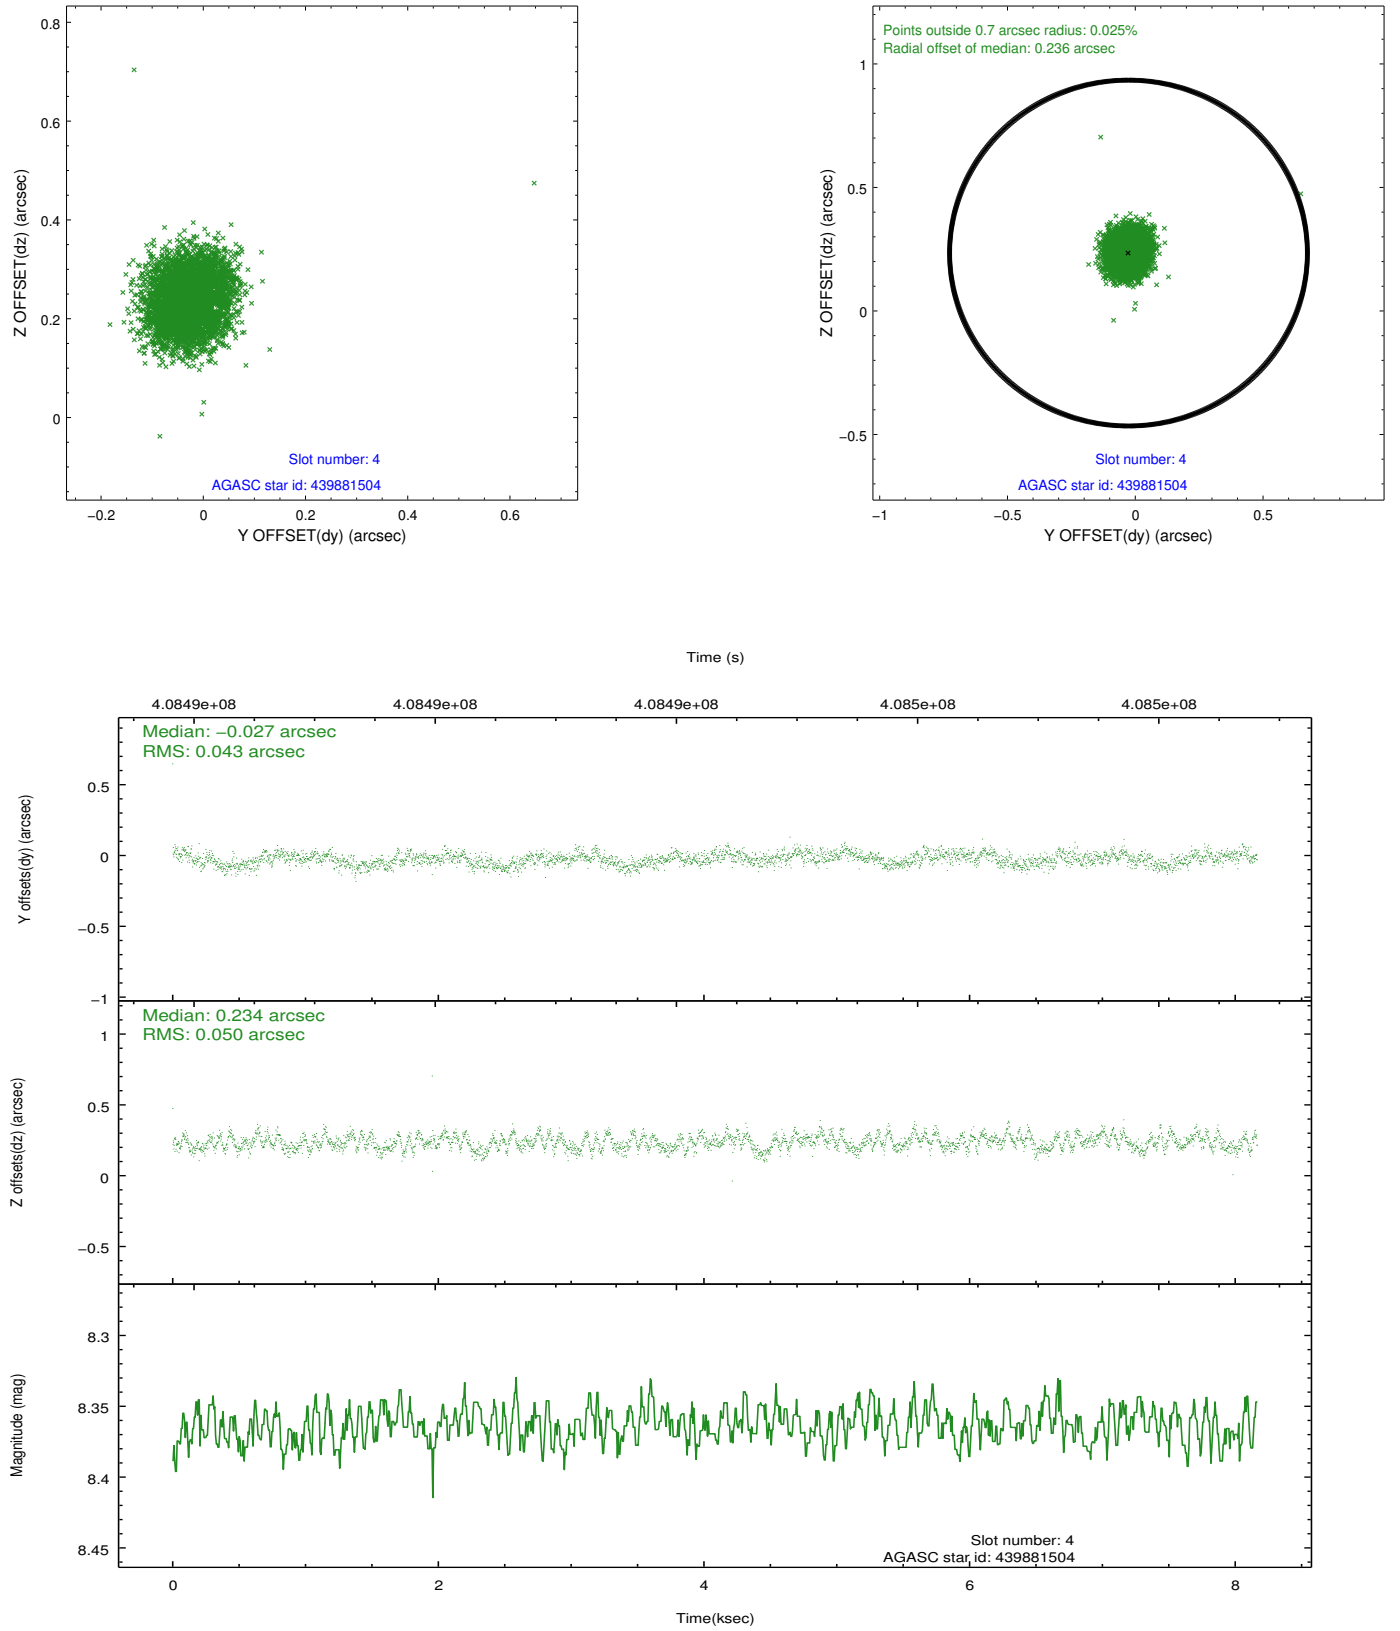 0.8
0.6
0.4
0.2
0
Z OFFSET(dz) (arcsec)
Slot number: 4
AGASC star id: 439881504
−0.2 0 0.2 0.4 0.6
Y OFFSET(dy) (arcsec)
Points outside 0.7 arcsec radius: 0.025%
Radial offset of median: 0.236 arcsec
1
0.5
0
−0.5
Z OFFSET(dz) (arcsec)
Slot number: 4
AGASC star id: 439881504
−1 −0.5 0 0.5
Y OFFSET(dy) (arcsec)
Time (s)
4.0849e+08 4.0849e+08 4.0849e+08 4.085e+08 4.085e+08
Median: −0.027 arcsec
RMS: 0.043 arcsec
0.5
0
−0.5
−1
Y offsets(dy) (arcsec)
Median: 0.234 arcsec
RMS: 0.050 arcsec
1
0.5
0
−0.5
Z offsets(dz) (arcsec)
8.3
8.35
8.4
8.45
Magnitude (mag)
Slot number: 4
AGASC star id: 439881504
0 2 4 6 8
Time(ksec)